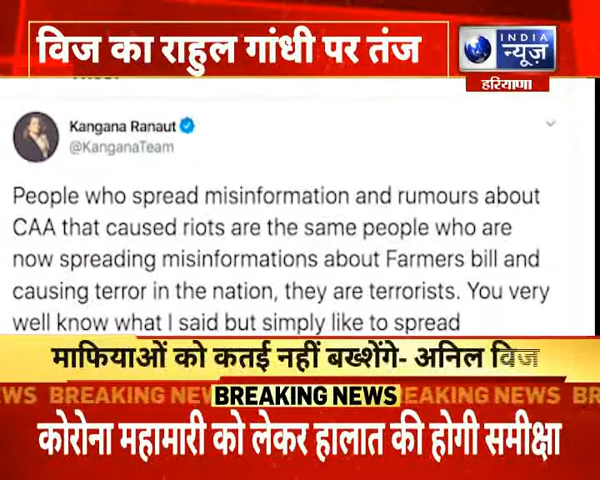 विज का राहुल गांधी पर तंज
INDIA
न्यूज़
हरियाणा
Kangana Ranaut
@KanganaTeam
People who spread misinformation and rumours about
CAA that caused riots are the same people who are
now spreading misinformations about Farmers bill and
causing terror in the nation, they are terrorists. You very
well know what I said but simply like to spread
माफियाओं को कतई नहीं बख्शेंगे- अनिल विज
BREAKING NEWS
कोरोना महामारी को लेकर हालात की होगी समीक्षा